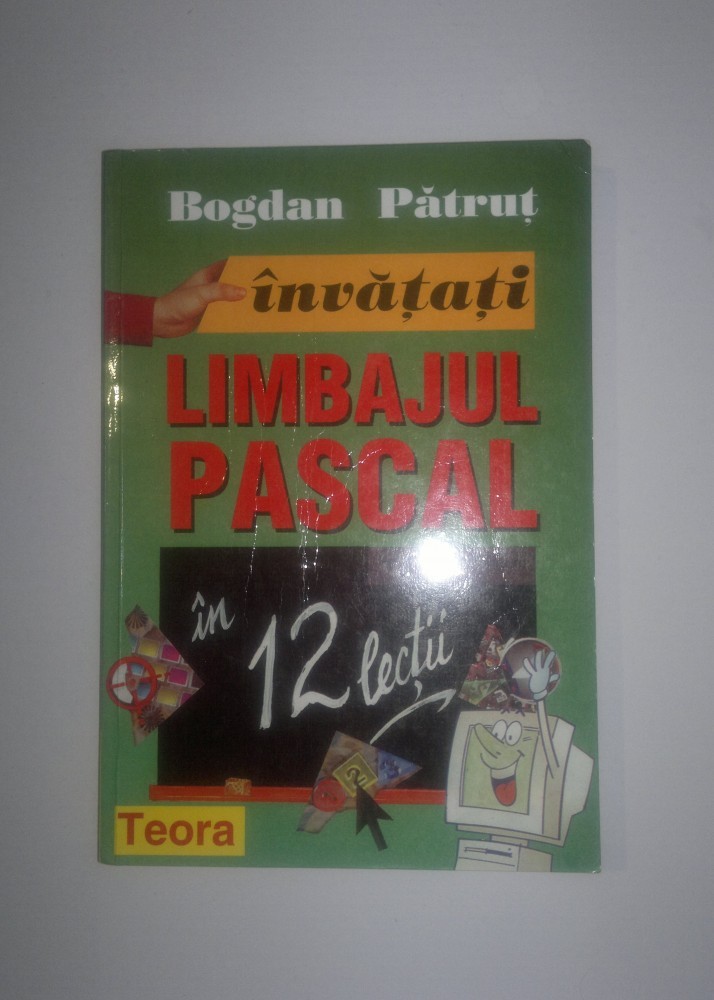 Bogdan Pătruț
învățați
LIMBAJUL
PASCAL
în
12 lecții
Teora